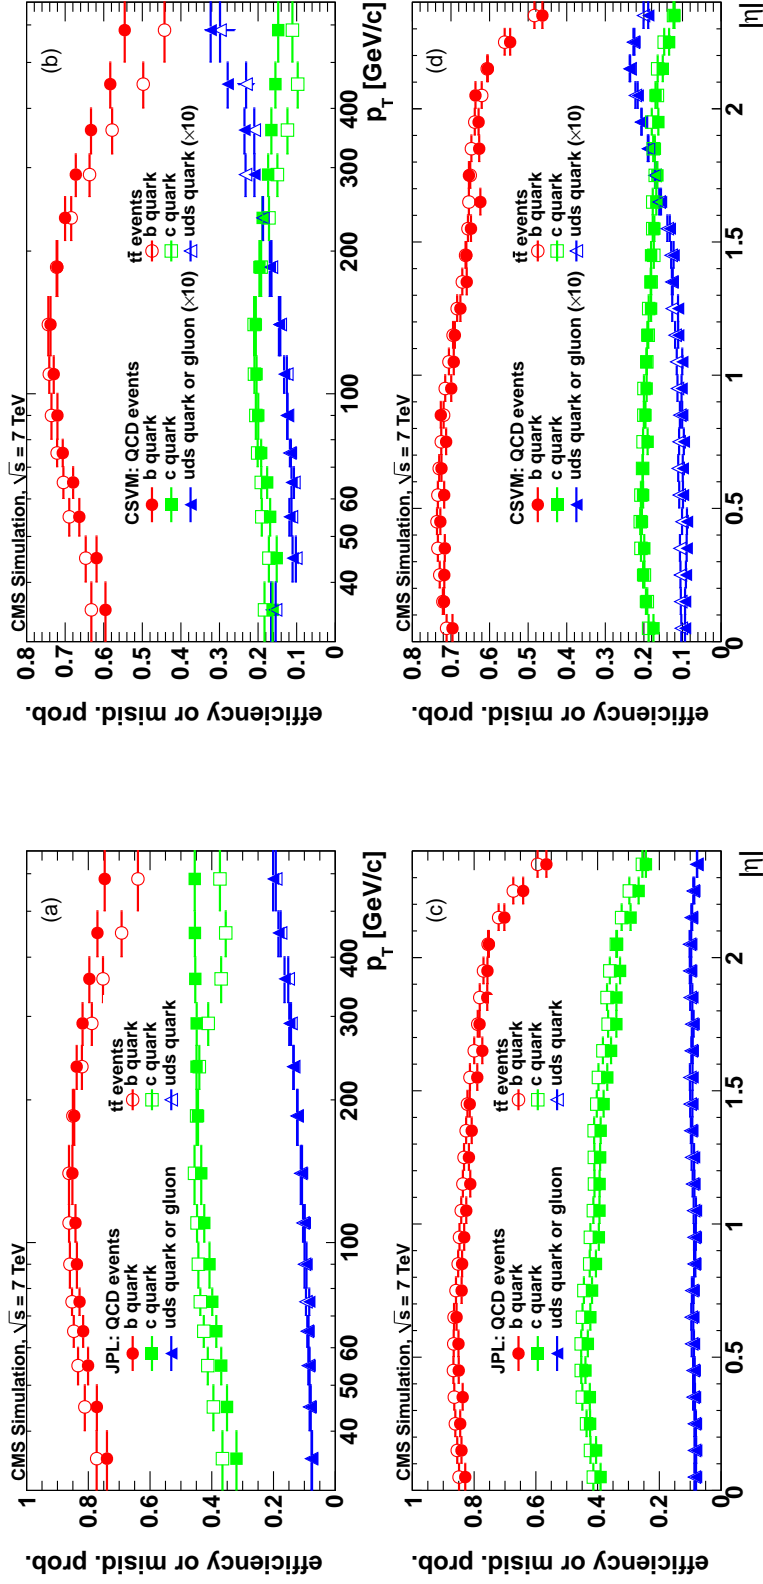 CMS Simulation, √s = 7 TeV
(a)
JPL: QCD events
b quark
c quark
uds quark or gluon
tt̄ events
b quark
c quark
uds quark
efficiency or misid. prob.
1
0.8
0.6
0.4
0.2
0
40 50 60 100 200 300 400
p_T [GeV/c]
CMS Simulation, √s = 7 TeV
(b)
CSVM: QCD events
b quark
c quark
uds quark or gluon (×10)
tt̄ events
b quark
c quark
uds quark (×10)
efficiency or misid. prob.
0.8
0.7
0.6
0.5
0.4
0.3
0.2
0.1
40 50 60 100 200 300 400
p_T [GeV/c]
CMS Simulation, √s = 7 TeV
(c)
JPL: QCD events
b quark
c quark
uds quark or gluon
tt̄ events
b quark
c quark
uds quark
efficiency or misid. prob.
1
0.8
0.6
0.4
0.2
0
0 0.5 1 1.5 2
|η|
CMS Simulation, √s = 7 TeV
(d)
CSVM: QCD events
b quark
c quark
uds quark or gluon (×10)
tt̄ events
b quark
c quark
uds quark (×10)
efficiency or misid. prob.
0.8
0.7
0.6
0.5
0.4
0.3
0.2
0.1
0
0 0.5 1 1.5 2
|η|